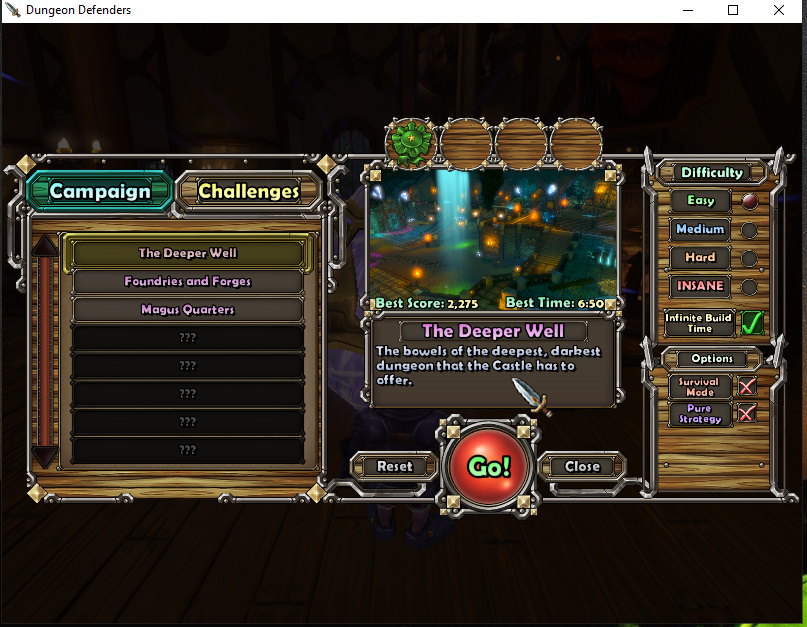 Dungeon Defenders
Campaign
Challenges
The Deeper Well
Foundries and Forges
Magus Quarters
???
???
???
???
???
Best Score: 2,275
Best Time: 6:50
The Deeper Well
The bowels of the deepest, darkest
dungeon that the Castle has to
offer.
Reset
Go!
Close
Difficulty
Easy
Medium
Hard
INSANE
Infinite Build
Time
Options
Survival
Mode
Pure
Strategy